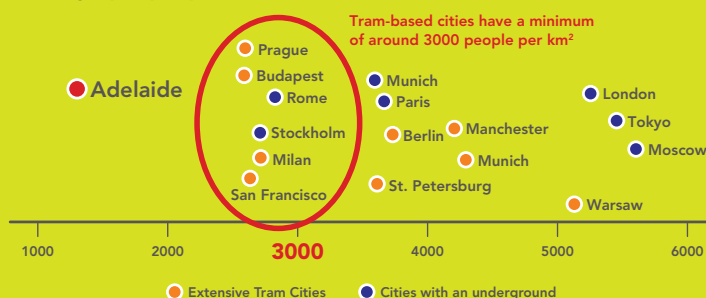 Tram-based cities have a minimum
of around 3000 people per km²
Prague
Budapest
Adelaide
Rome
Munich
Paris
London
Stockholm
Berlin
Manchester
Tokyo
Milan
Munich
Moscow
San Francisco
St. Petersburg
Warsaw
1000 2000 3000 4000 5000 6000
Extensive Tram Cities Cities with an underground